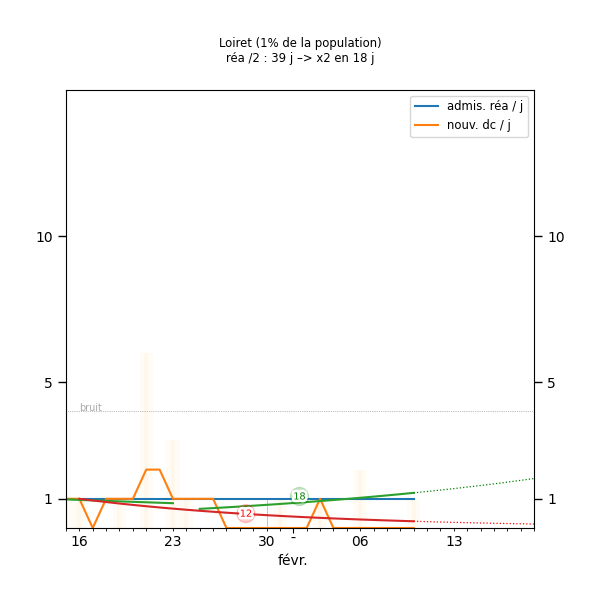 Loiret (1% de la population)
réa /2 : 39 j –> x2 en 18 j
admis. réa / j
nouv. dc / j
10
10
5
5
bruit
18
1
1
12
16
23
30
-
06
13
févr.